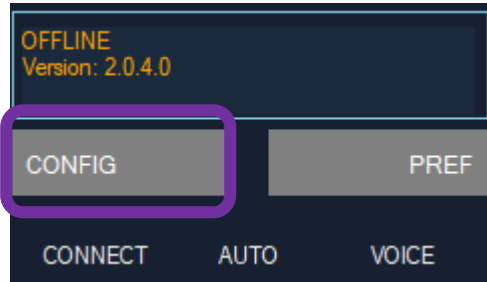 OFFLINE
Version: 2.0.4.0
CONFIG PREF
CONNECT AUTO VOICE